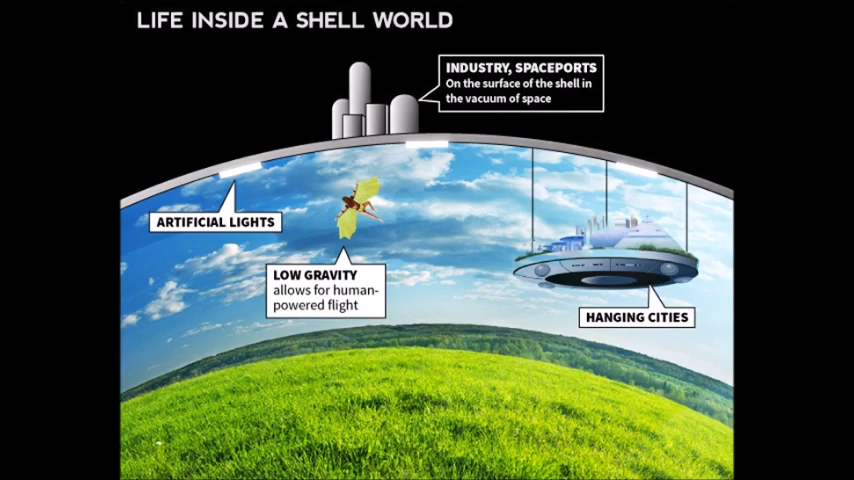 LIFE INSIDE A SHELL WORLD
INDUSTRY, SPACEPORTS
On the surface of the shell in
the vacuum of space
ARTIFICIAL LIGHTS
LOW GRAVITY
allows for human-
powered flight
HANGING CITIES